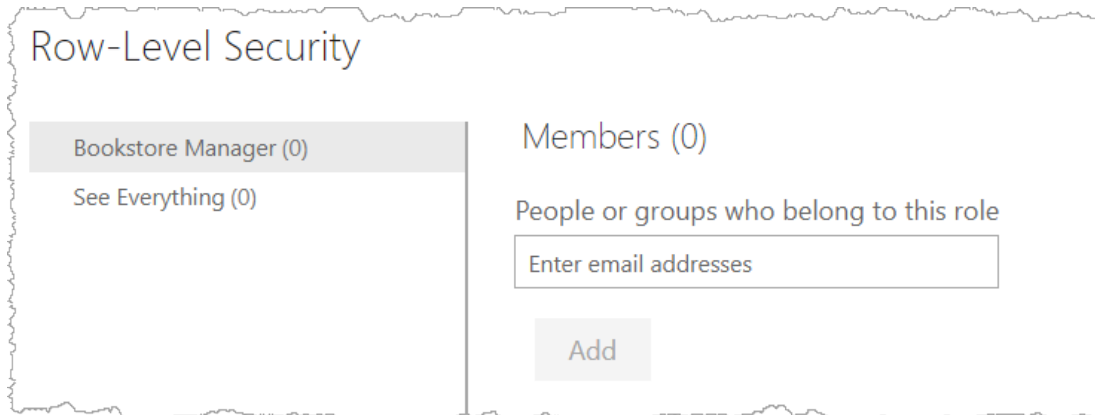 Row-Level Security
Bookstore Manager (0)
See Everything (0)
Members (0)
People or groups who belong to this role
Enter email addresses
Add